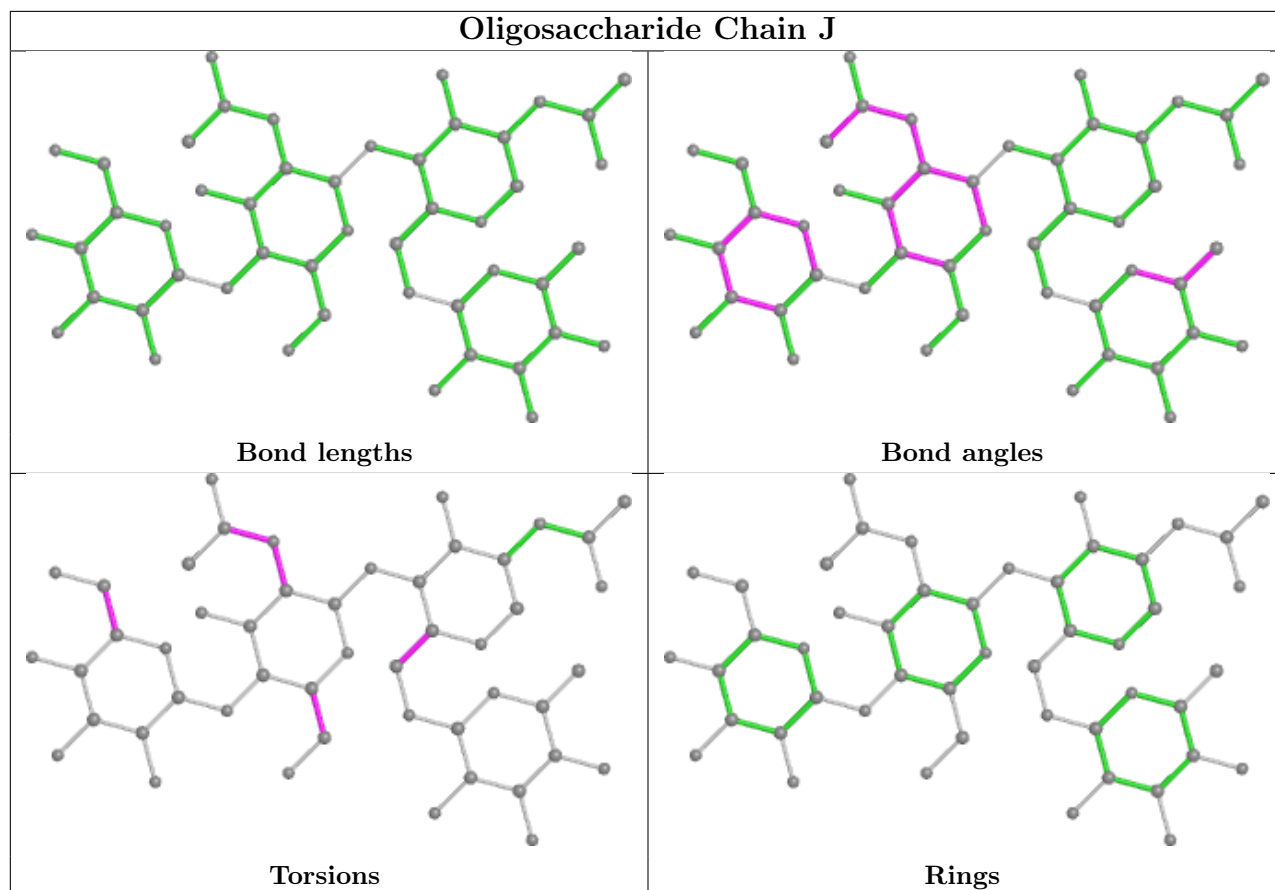 Oligosaccharide Chain J
Bond lengths
Bond angles
Torsions
Rings